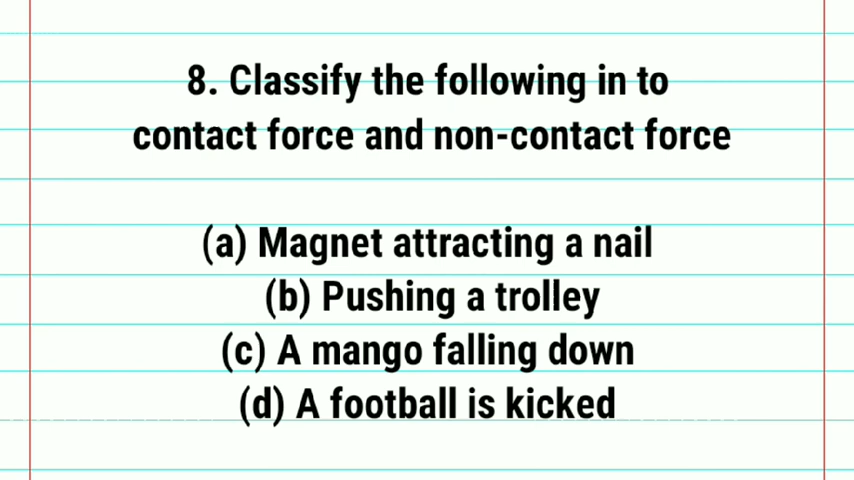 8. Classify the following in to
contact force and non-contact force
(a) Magnet attracting a nail
(b) Pushing a trolley
(c) A mango falling down
(d) A football is kicked